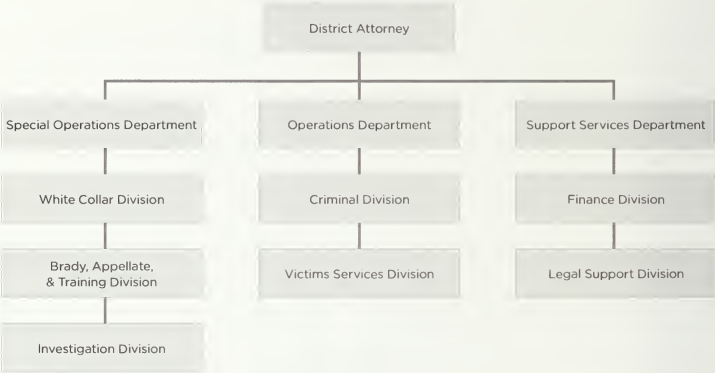 District Attorney
Special Operations Department
Operations Department
Support Services Department
White Collar Division
Criminal Division
Finance Division
Brady, Appellate,
& Training Division
Victims Services Division
Legal Support Division
Investigation Division